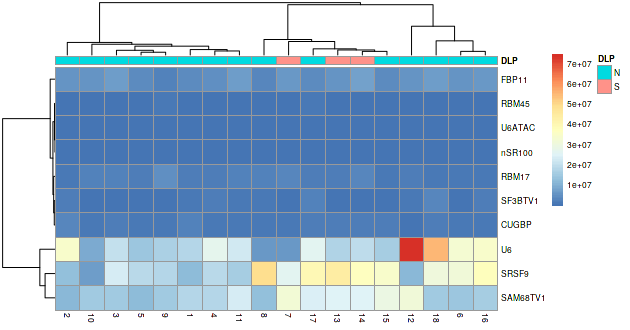 DLP
FBP11
RBM45
U6ATAC
nSR100
RBM17
SF3BTV1
CUGBP
U6
SRSF9
SAM68TV1
2 10 3 5 9 1 4 11 8 7 17 13 14 15 12 18 6 16
7e+07
6e+07
5e+07
4e+07
3e+07
2e+07
1e+07
DLP
N
S